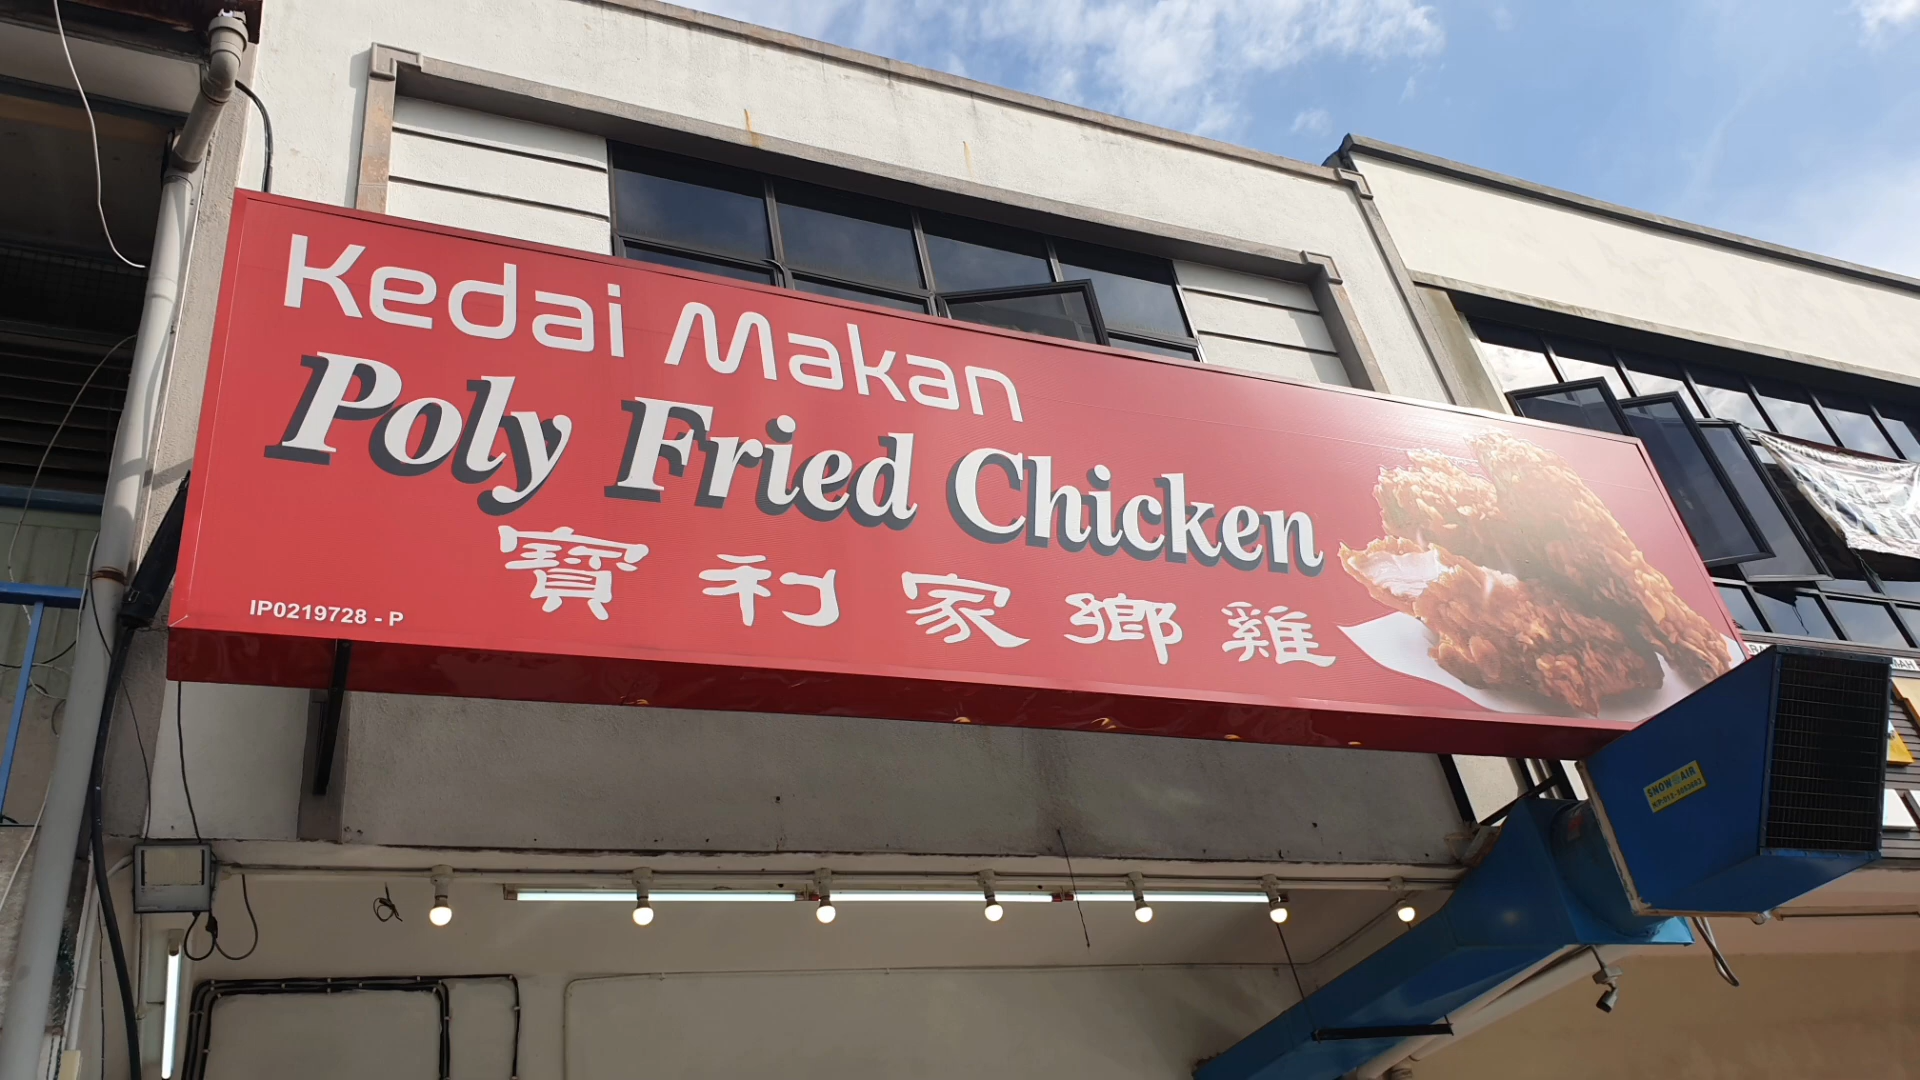 Kedai Makan
Poly Fried Chicken
寶利家鄉雞
IP0219728 - P
SNOW AIR